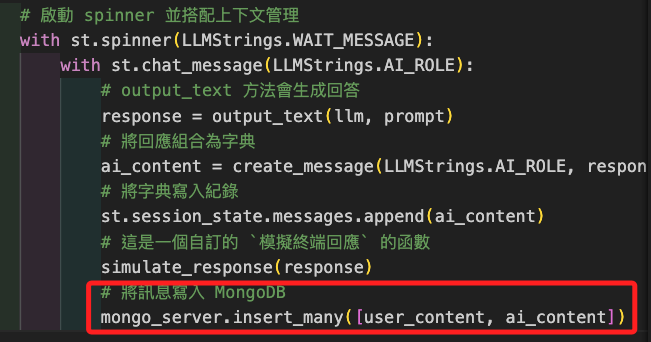 # 啟動 spinner 並搭配上下文管理
with st.spinner(LLMStrings.WAIT_MESSAGE):
with st.chat_message(LLMStrings.AI_ROLE):
# output_text 方法會生成回答
response = output_text(llm, prompt)
# 將回應組合為字典
ai_content = create_message(LLMStrings.AI_ROLE, respon
# 將字典寫入紀錄
st.session_state.messages.append(ai_content)
# 這是一個自訂的 `模擬終端回應` 的函數
simulate_response(response)
# 將訊息寫入 MongoDB
mongo_server.insert_many([user_content, ai_content])